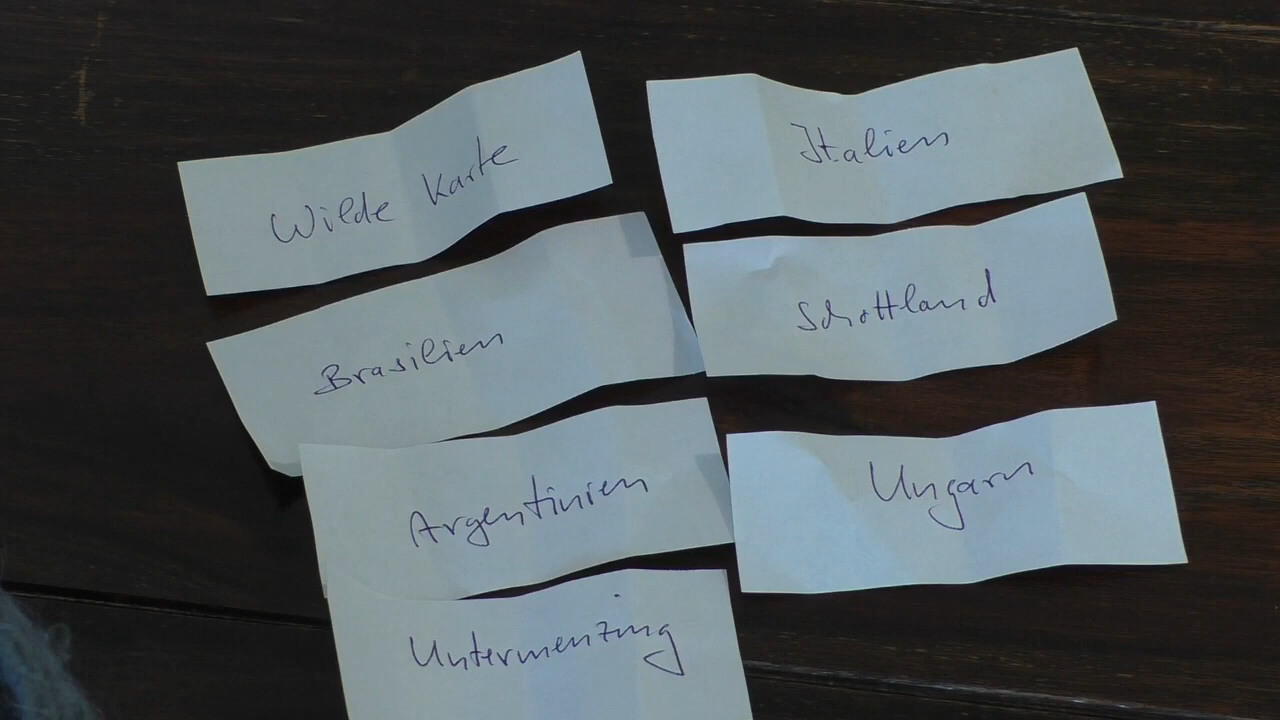 Wilde Karte
Brasilien
Argentinien
Untermenzing
Italien
Schottland
Ungarn